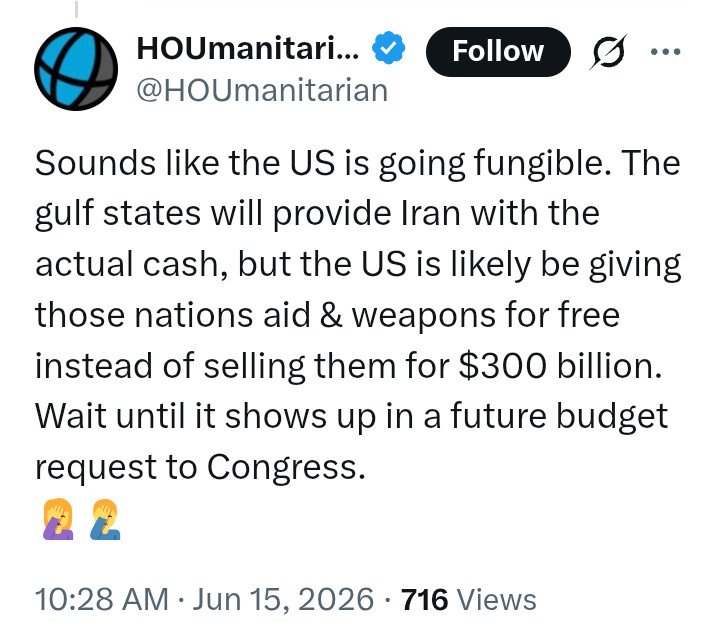 HOUmanitari...
Follow
@HOUmanitarian
Sounds like the US is going fungible. The
gulf states will provide Iran with the
actual cash, but the US is likely be giving
those nations aid & weapons for free
instead of selling them for $300 billion.
Wait until it shows up in a future budget
request to Congress.
🤦‍♀️ 🤦‍♂️
10:28 AM · Jun 15, 2026 · 716 Views